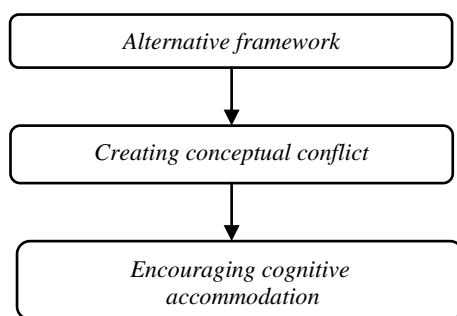 Alternative framework
Creating conceptual conflict
Encouraging cognitive
accommodation